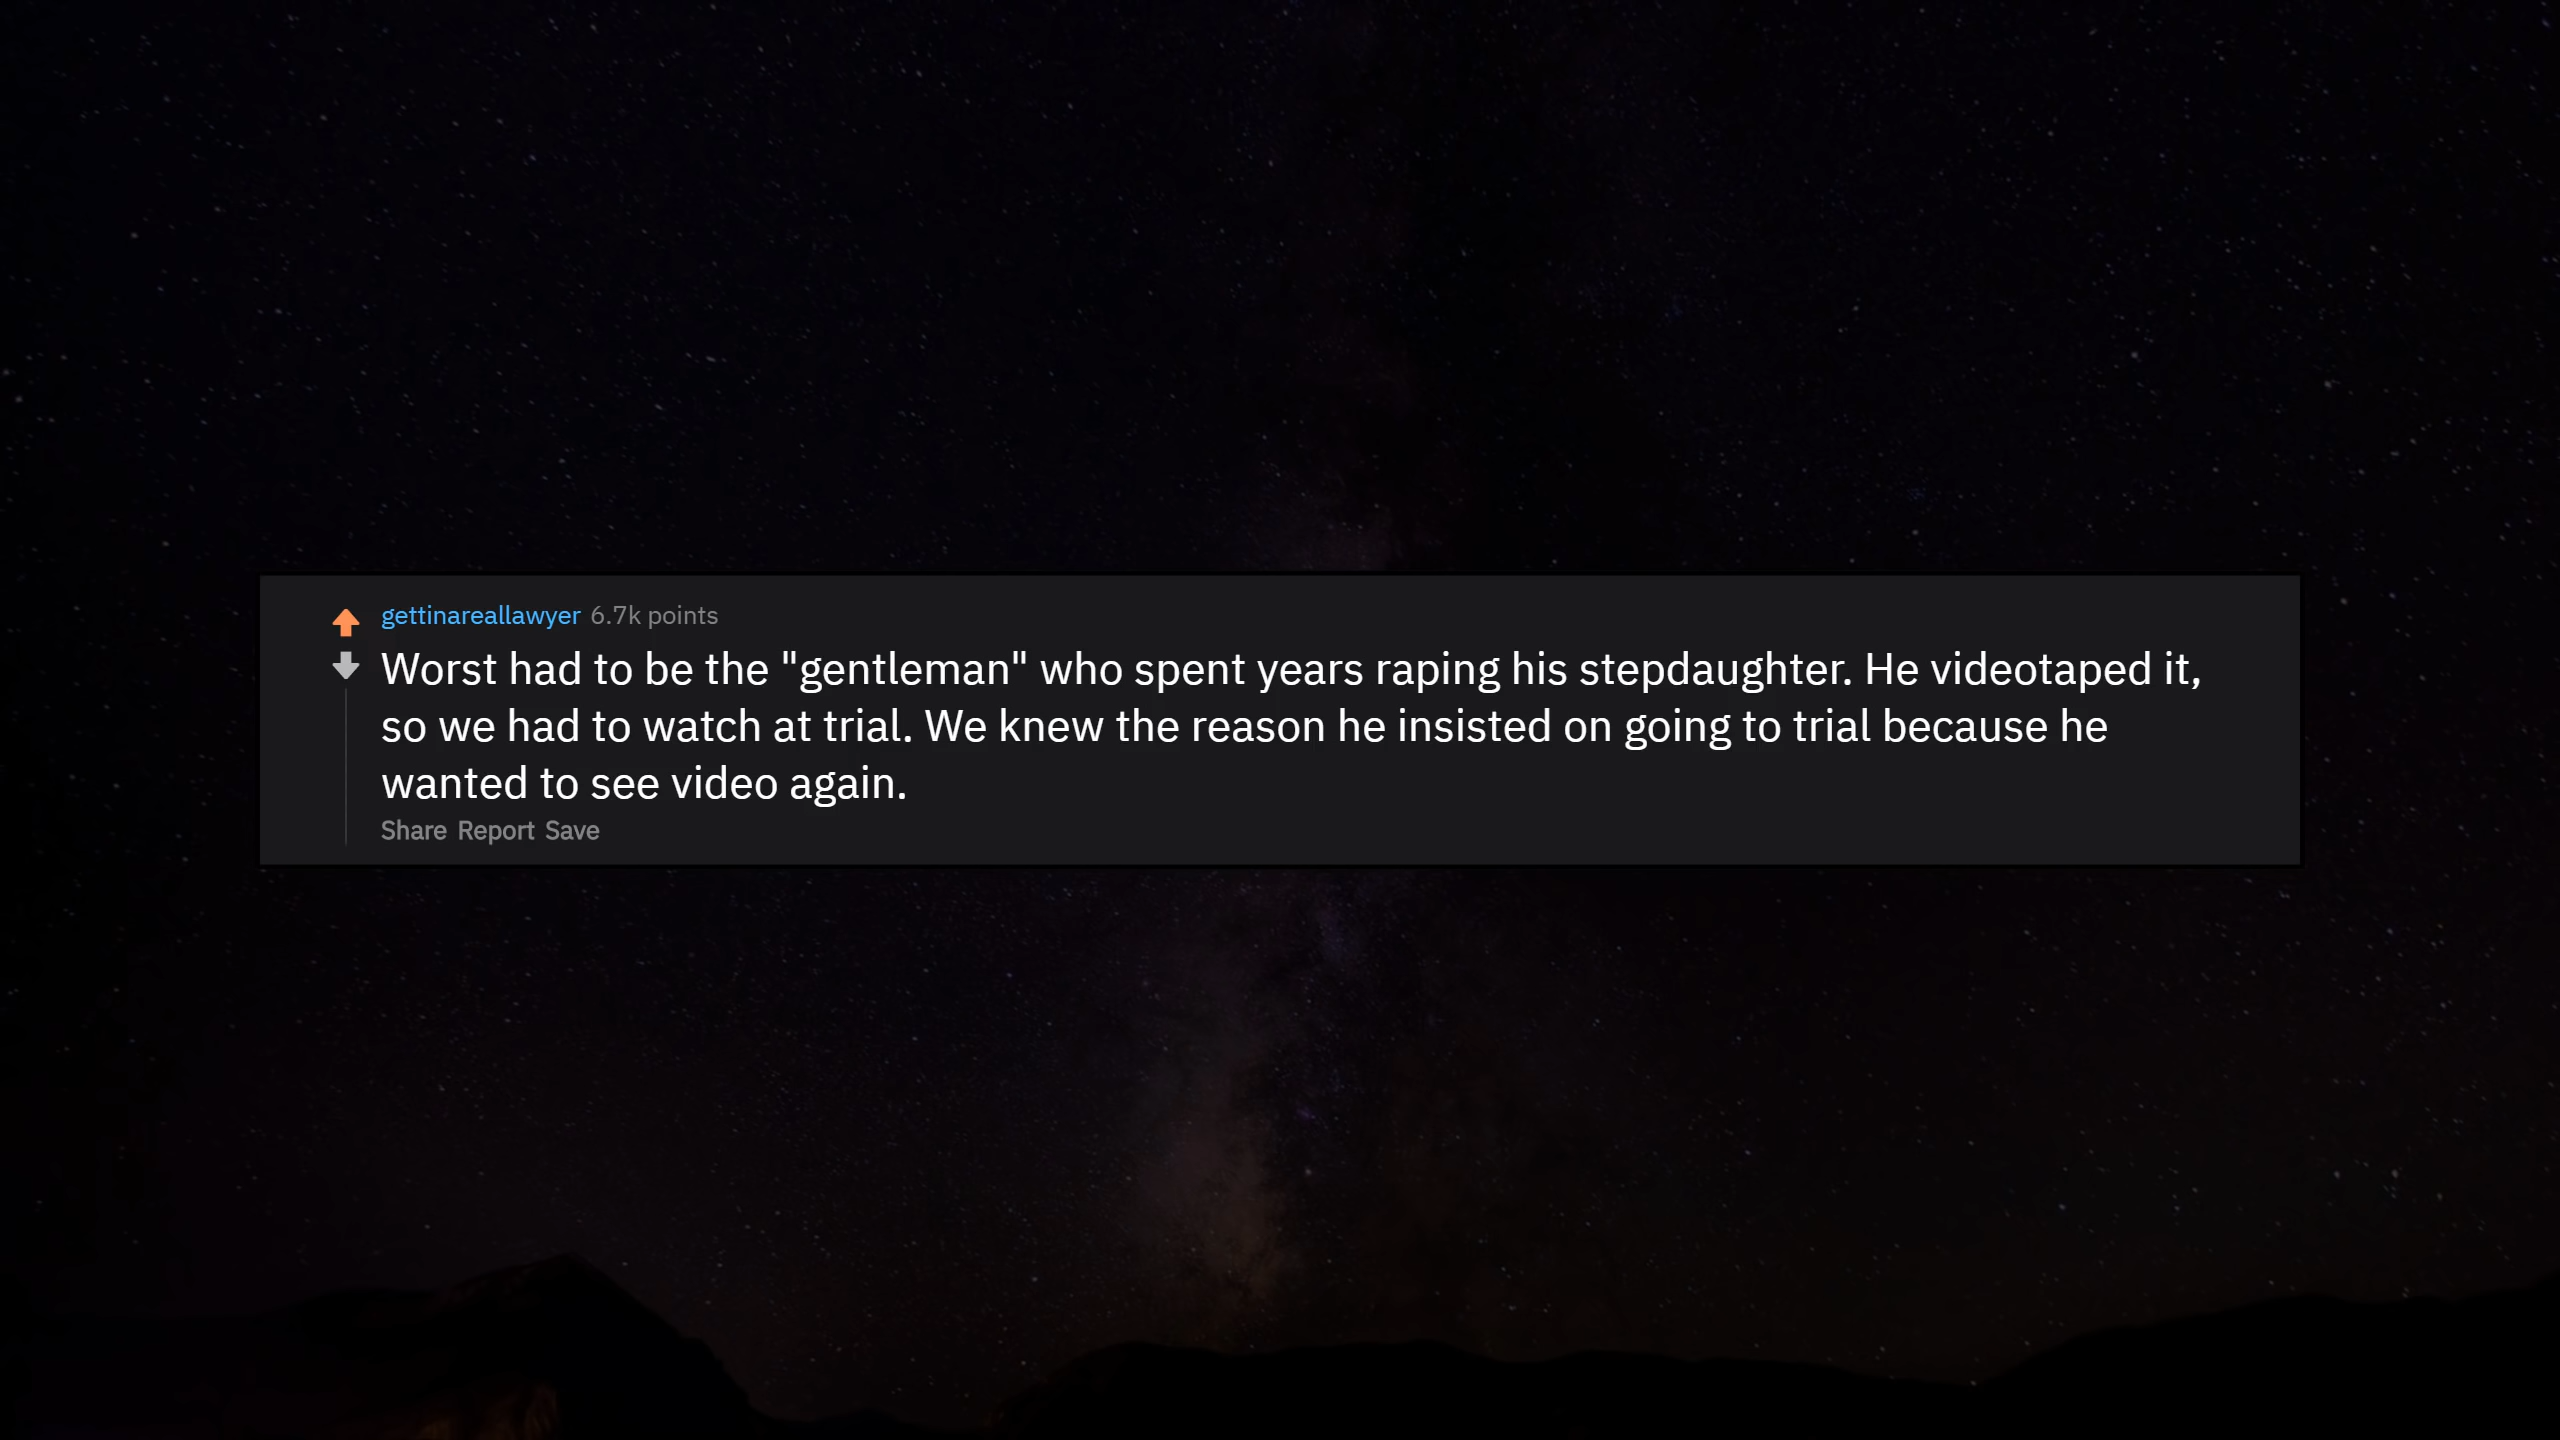 gettinareallawyer 6.7k points
Worst had to be the "gentleman" who spent years raping his stepdaughter. He videotaped it,
so we had to watch at trial. We knew the reason he insisted on going to trial because he
wanted to see video again.
Share Report Save